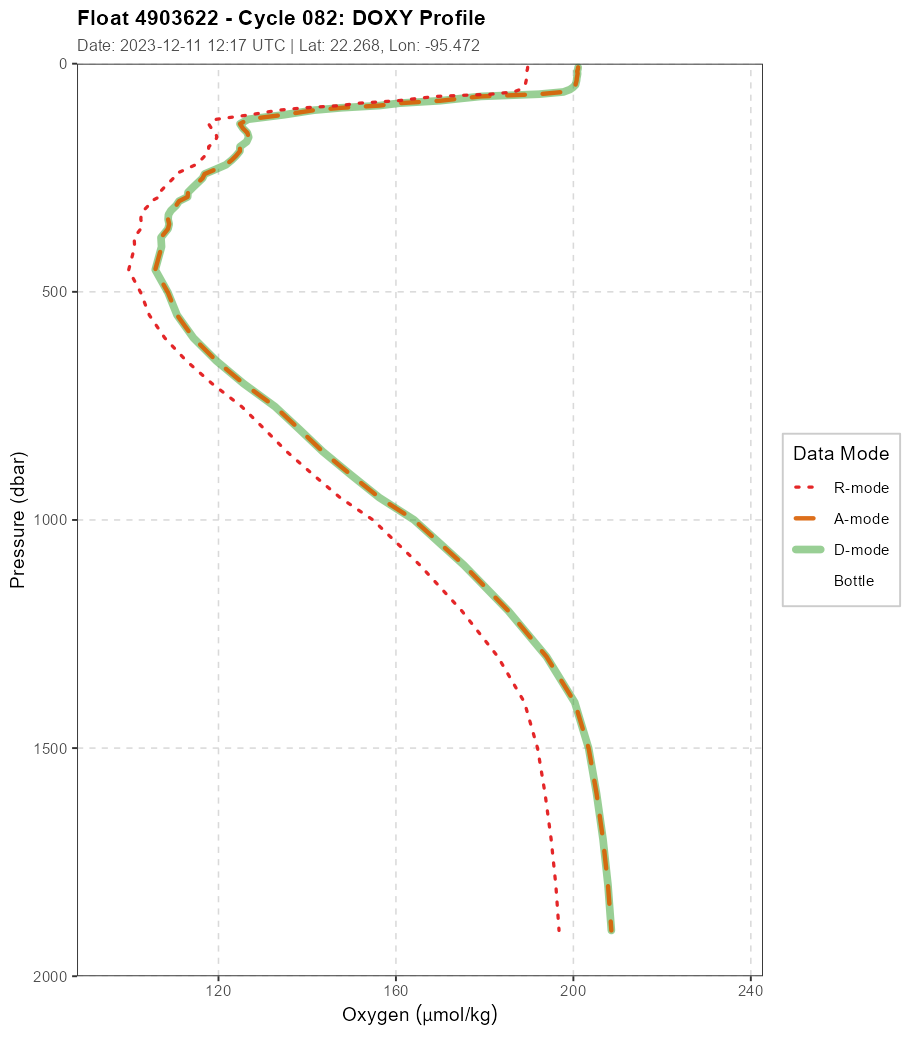 Float 4903622 - Cycle 082: DOXY Profile
Date: 2023-12-11 12:17 UTC | Lat: 22.268, Lon: -95.472
0
500
1000
1500
2000
Pressure (dbar)
120 160 200 240
Oxygen (μmol/kg)
Data Mode
R-mode
A-mode
D-mode
Bottle